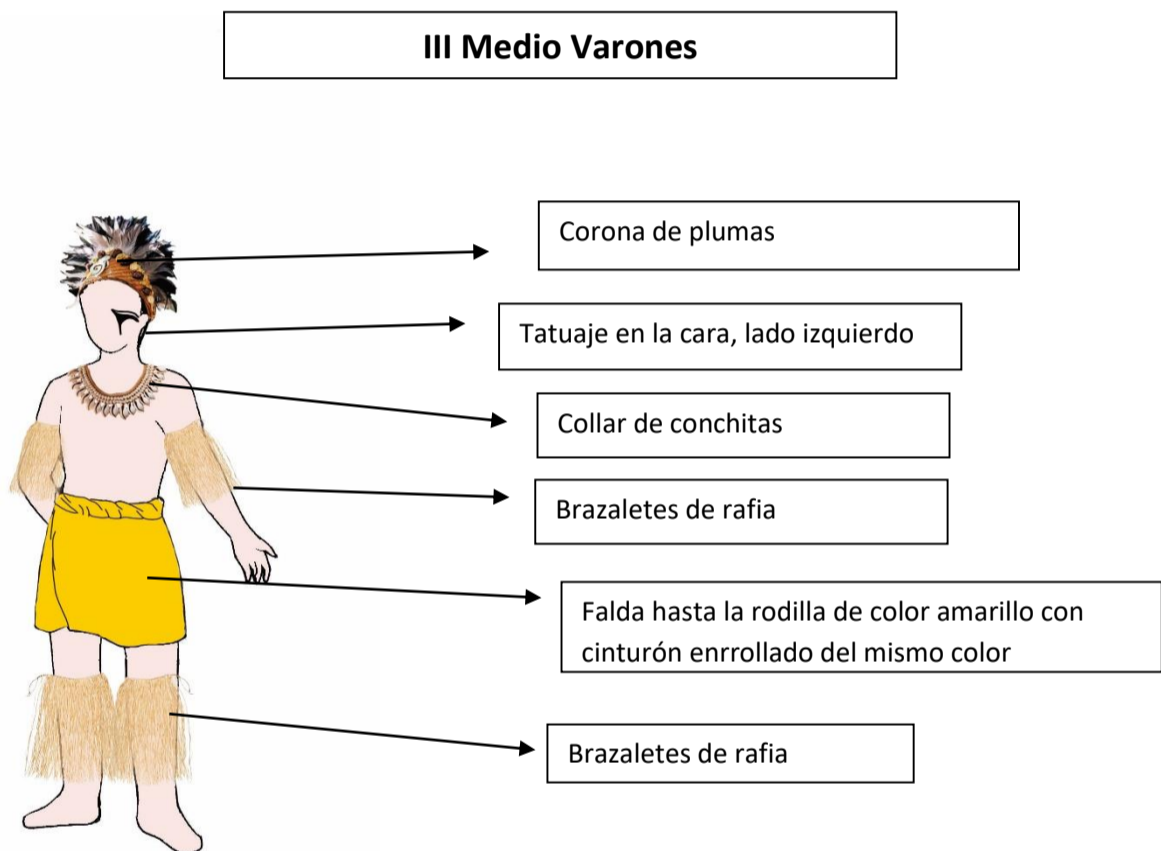 III Medio Varones
Corona de plumas
Tatuaje en la cara, lado izquierdo
Collar de conchitas
Brazaletes de rafia
Falda hasta la rodilla de color amarillo con
cinturón enrrollado del mismo color
Brazaletes de rafia